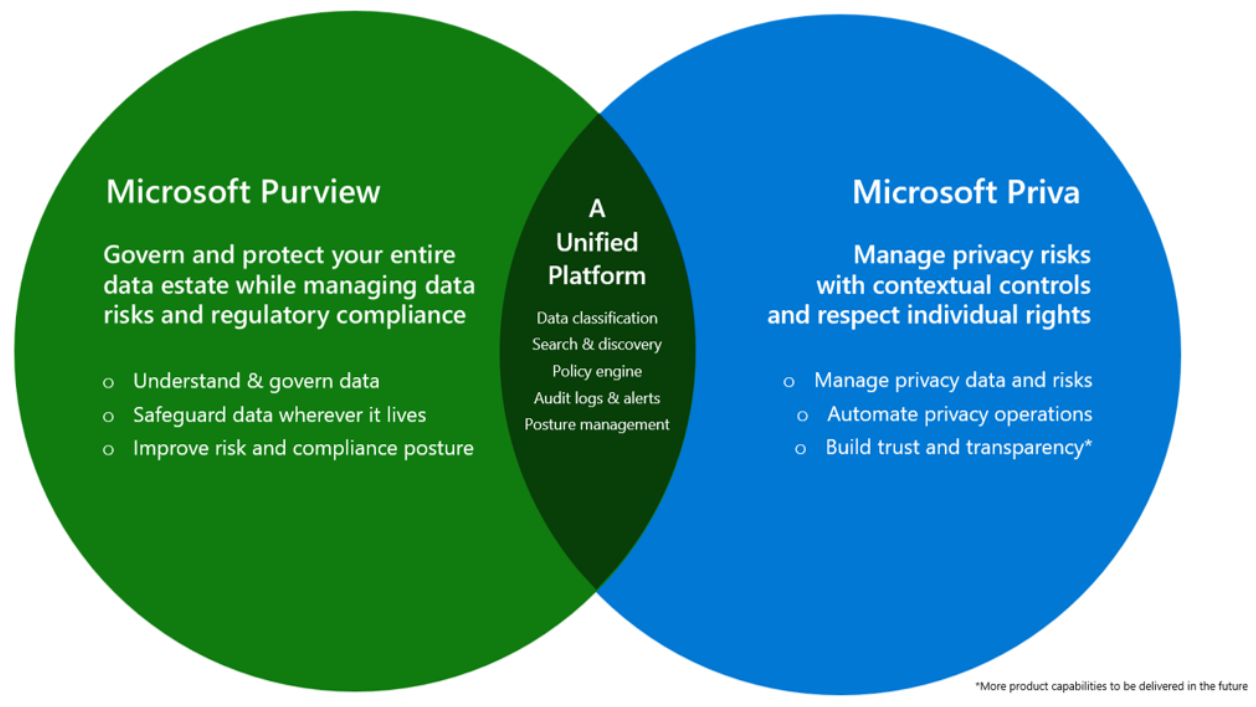 Microsoft Purview
Govern and protect your entire
data estate while managing data
risks and regulatory compliance
o Understand & govern data
o Safeguard data wherever it lives
o Improve risk and compliance posture
A
Unified
Platform
Data classification
Search & discovery
Policy engine
Audit logs & alerts
Posture management
Microsoft Priva
Manage privacy risks
with contextual controls
and respect individual rights
o Manage privacy data and risks
o Automate privacy operations
o Build trust and transparency*
*More product capabilities to be delivered in the future